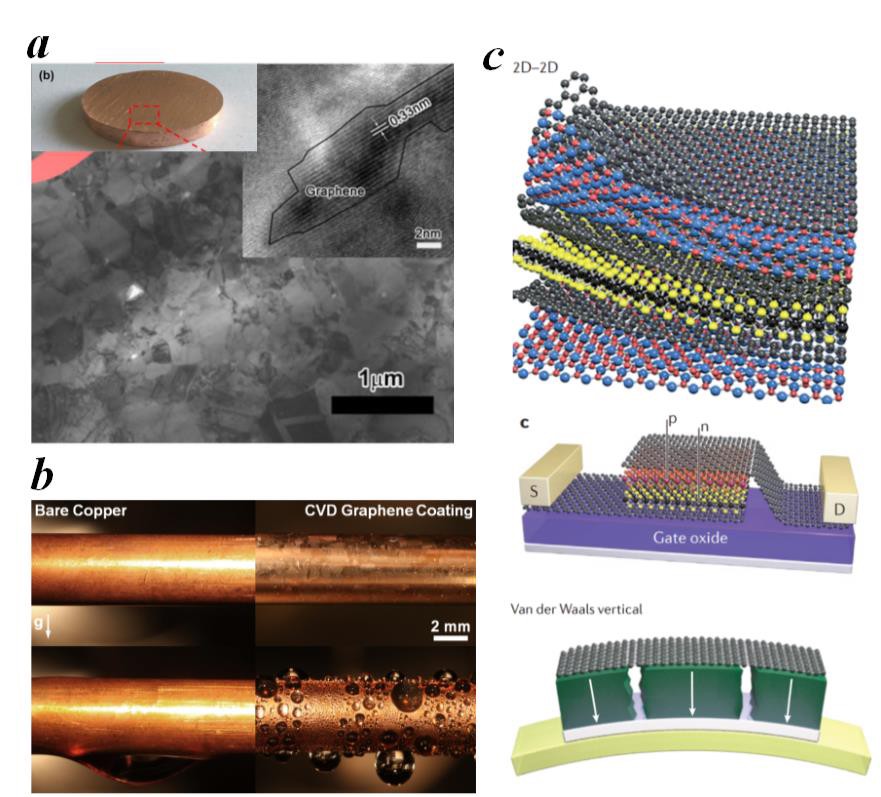 a
(b)
0.33nm
Graphene
2nm
1μm
b
Bare Copper
CVD Graphene Coating
g
2 mm
c
2D–2D
c
p
n
S
D
Gate oxide
Van der Waals vertical